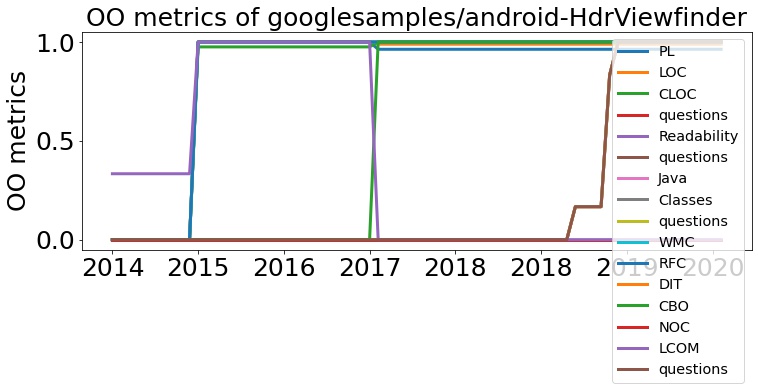 OO metrics of googlesamples/android-HdrViewfinder
OO metrics
1.0
0.5
0.0
2014 2015 2016 2017 2018 2018 2019 2020
PL
LOC
CLOC
questions
Readability
questions
Java
Classes
questions
WMC
RFC
DIT
CBO
NOC
LCOM
questions